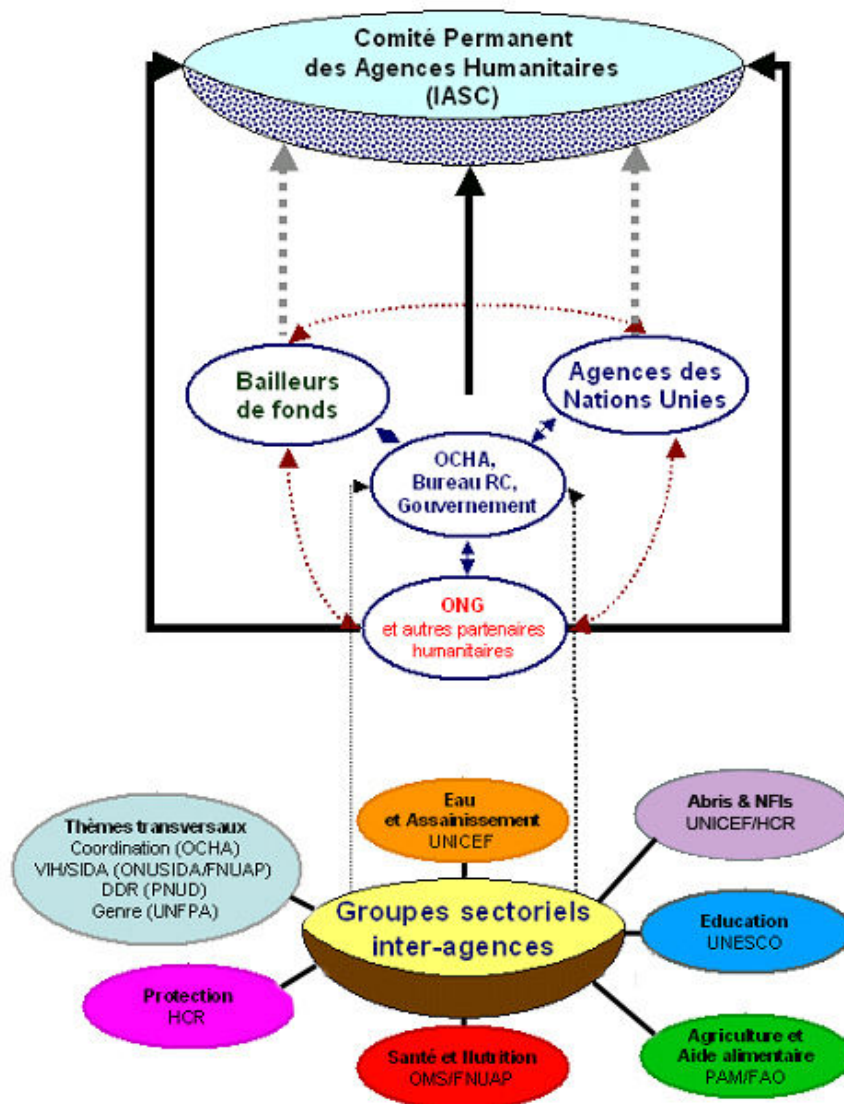 Comité Permanent
des Agences Humanitaires
(IASC)
Bailleurs
de fonds
Agences des
Nations Unies
OCHA,
Bureau RC,
Gouvernement
ONG
et autres partenaires
humanitaires
Eau
et Assainissement
UNICEF
Abris & NFIs
UNICEF/HCR
Thèmes transversaux
Coordination (OCHA)
VIH/SIDA (ONUSIDA/FNUAP)
DDR (PNUD)
Genre (UNFPA)
Groupes sectoriels
inter-agences
Education
UNESCO
Protection
HCR
Santé et Nutrition
OMS/FNUAP
Agriculture et
Aide alimentaire
PAM/FAO